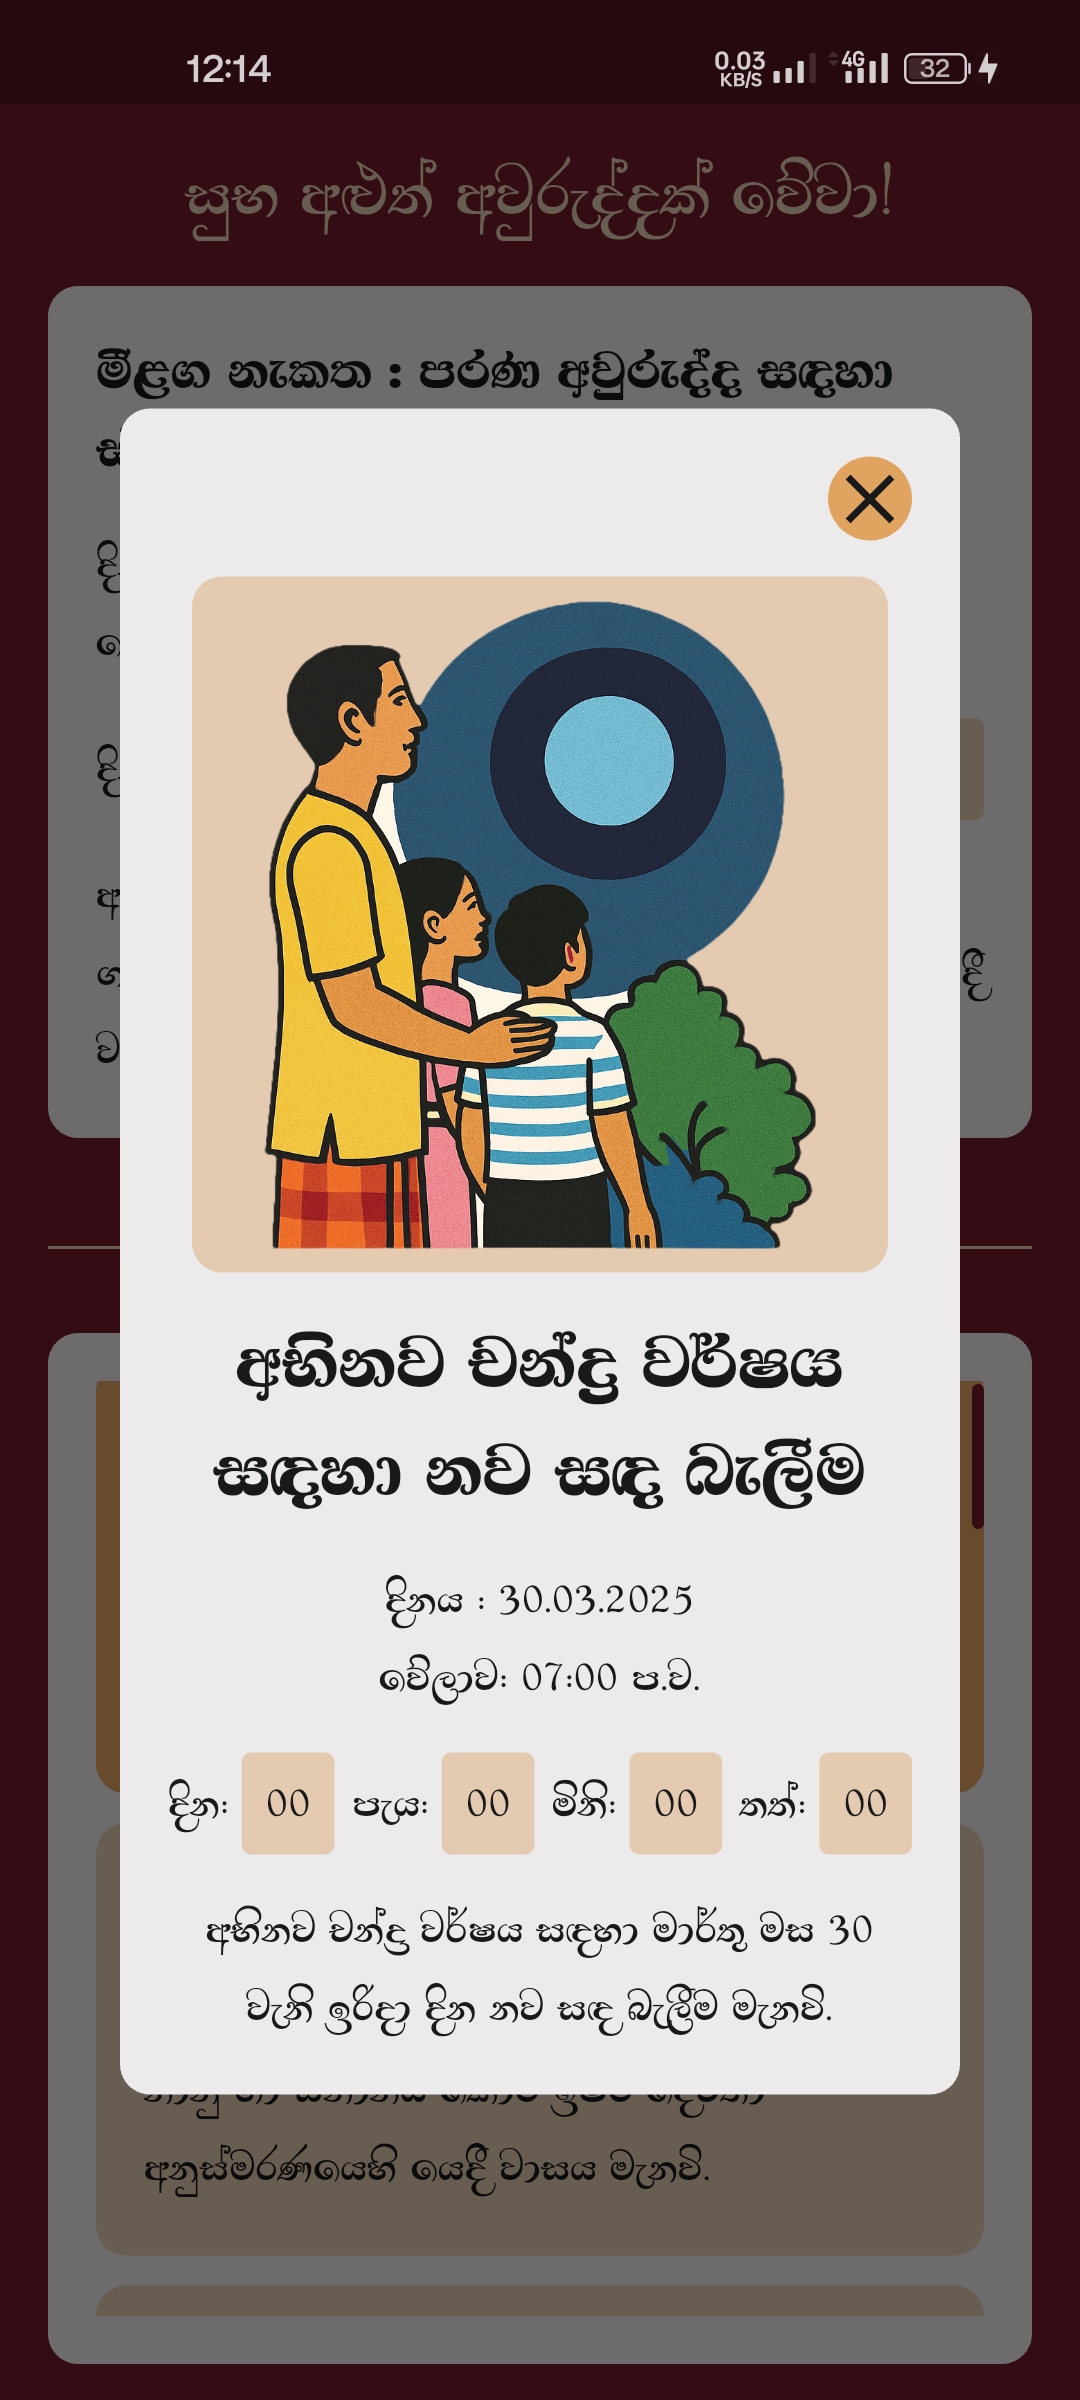 12:14
0.03 KB/S 4G 32
සුභ අළුත් අවුරුද්දක් වේවා!
මීළඟ නැකත : පරණ අවුරුද්ද සඳහා
අභිනව චන්ද්‍ර වර්ෂය
සඳහා නව සඳ බැලීම
දිනය : 30.03.2025
වේලාව: 07:00 ප.ව.
දින: 00 පැය: 00 මිනි: 00 තත්: 00
අභිනව චන්ද්‍ර වර්ෂය සඳහා මාර්තු මස 30
වැනි ඉරිදා දින නව සඳ බැලීම මැනවි.
අනුස්මරණයෙහි යෙදී වාසය මැනවි.